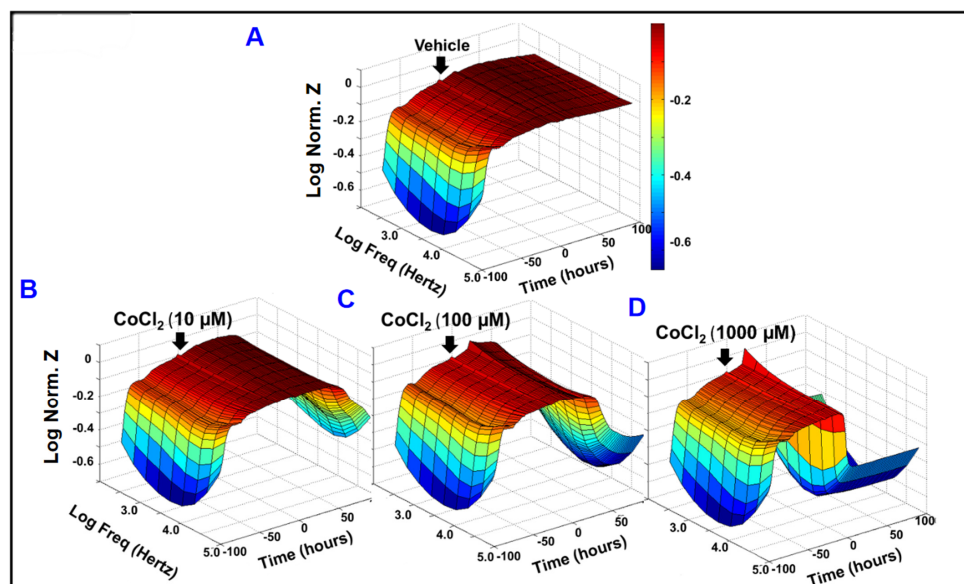 A
Vehicle
0
-0.2
-0.4
-0.6
Log Norm. Z
3.0
4.0
5.0
Log Freq (Hertz)
-100
-50
0
50
100
Time (hours)
-0.2
-0.4
-0.6
B
CoCl₂ (10 µM)
0
-0.2
-0.4
-0.6
Log Norm. Z
3.0
4.0
5.0
Log Freq (Hertz)
-100
-50
0
50
Time (hours)
C
CoCl₂ (100 µM)
3.0
4.0
5.0
-100
-50
0
50
Time (hours)
D
CoCl₂ (1000 µM)
3.0
4.0
5.0
-100
-50
0
50
100
Time (hours)